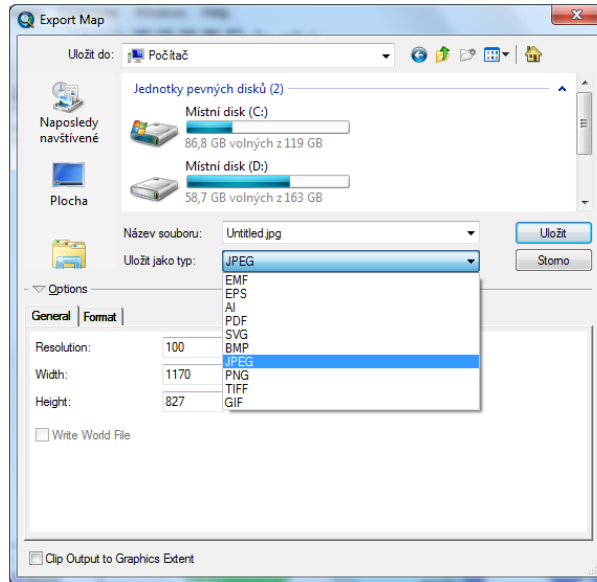 Export Map
Uložit do: Počítač
Jednotky pevných disků (2)
Místní disk (C:)
86,8 GB volných z 119 GB
Místní disk (D:)
58,7 GB volných z 163 GB
Naposledy
navštívené
Plocha
Název souboru: Untitled.jpg Uložit
Uložit jako typ: JPEG Storno
EMF
EPS
AI
PDF
SVG
BMP
JPEG
PNG
TIFF
GIF
Options
General Format
Resolution: 100
Width: 1170
Height: 827
Write World File
Clip Output to Graphics Extent